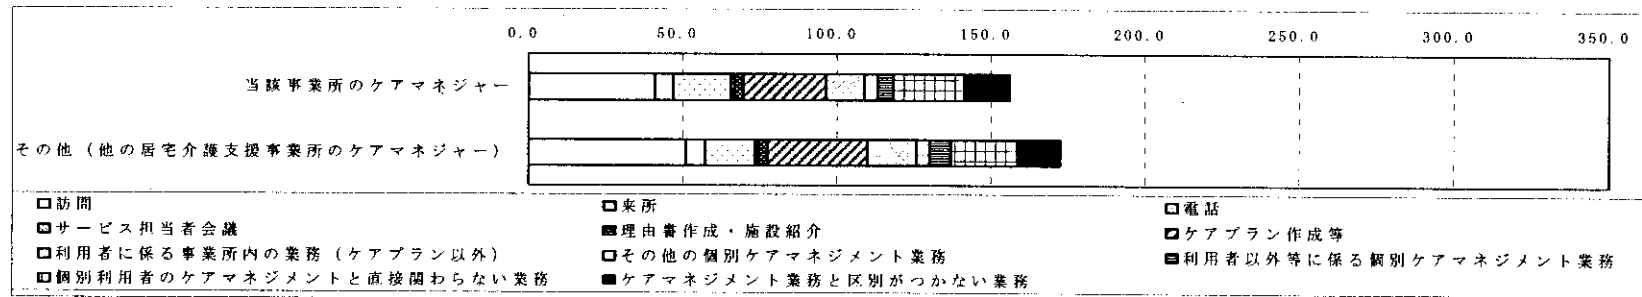 0.0 50.0 100.0 150.0 200.0 250.0 300.0 350.0
当該事業所のケアマネジャー
その他（他の居宅介護支援事業所のケアマネジャー）
訪問 来所 電話
サービス担当者会議 理由書作成・施設紹介 ケアプラン作成等
利用者に係る事業所内の業務（ケアプラン以外） その他の個別ケアマネジメント業務 利用者以外等に係る個別ケアマネジメント業務
個別利用者のケアマネジメントと直接関わらない業務 ケアマネジメント業務と区別がつかない業務